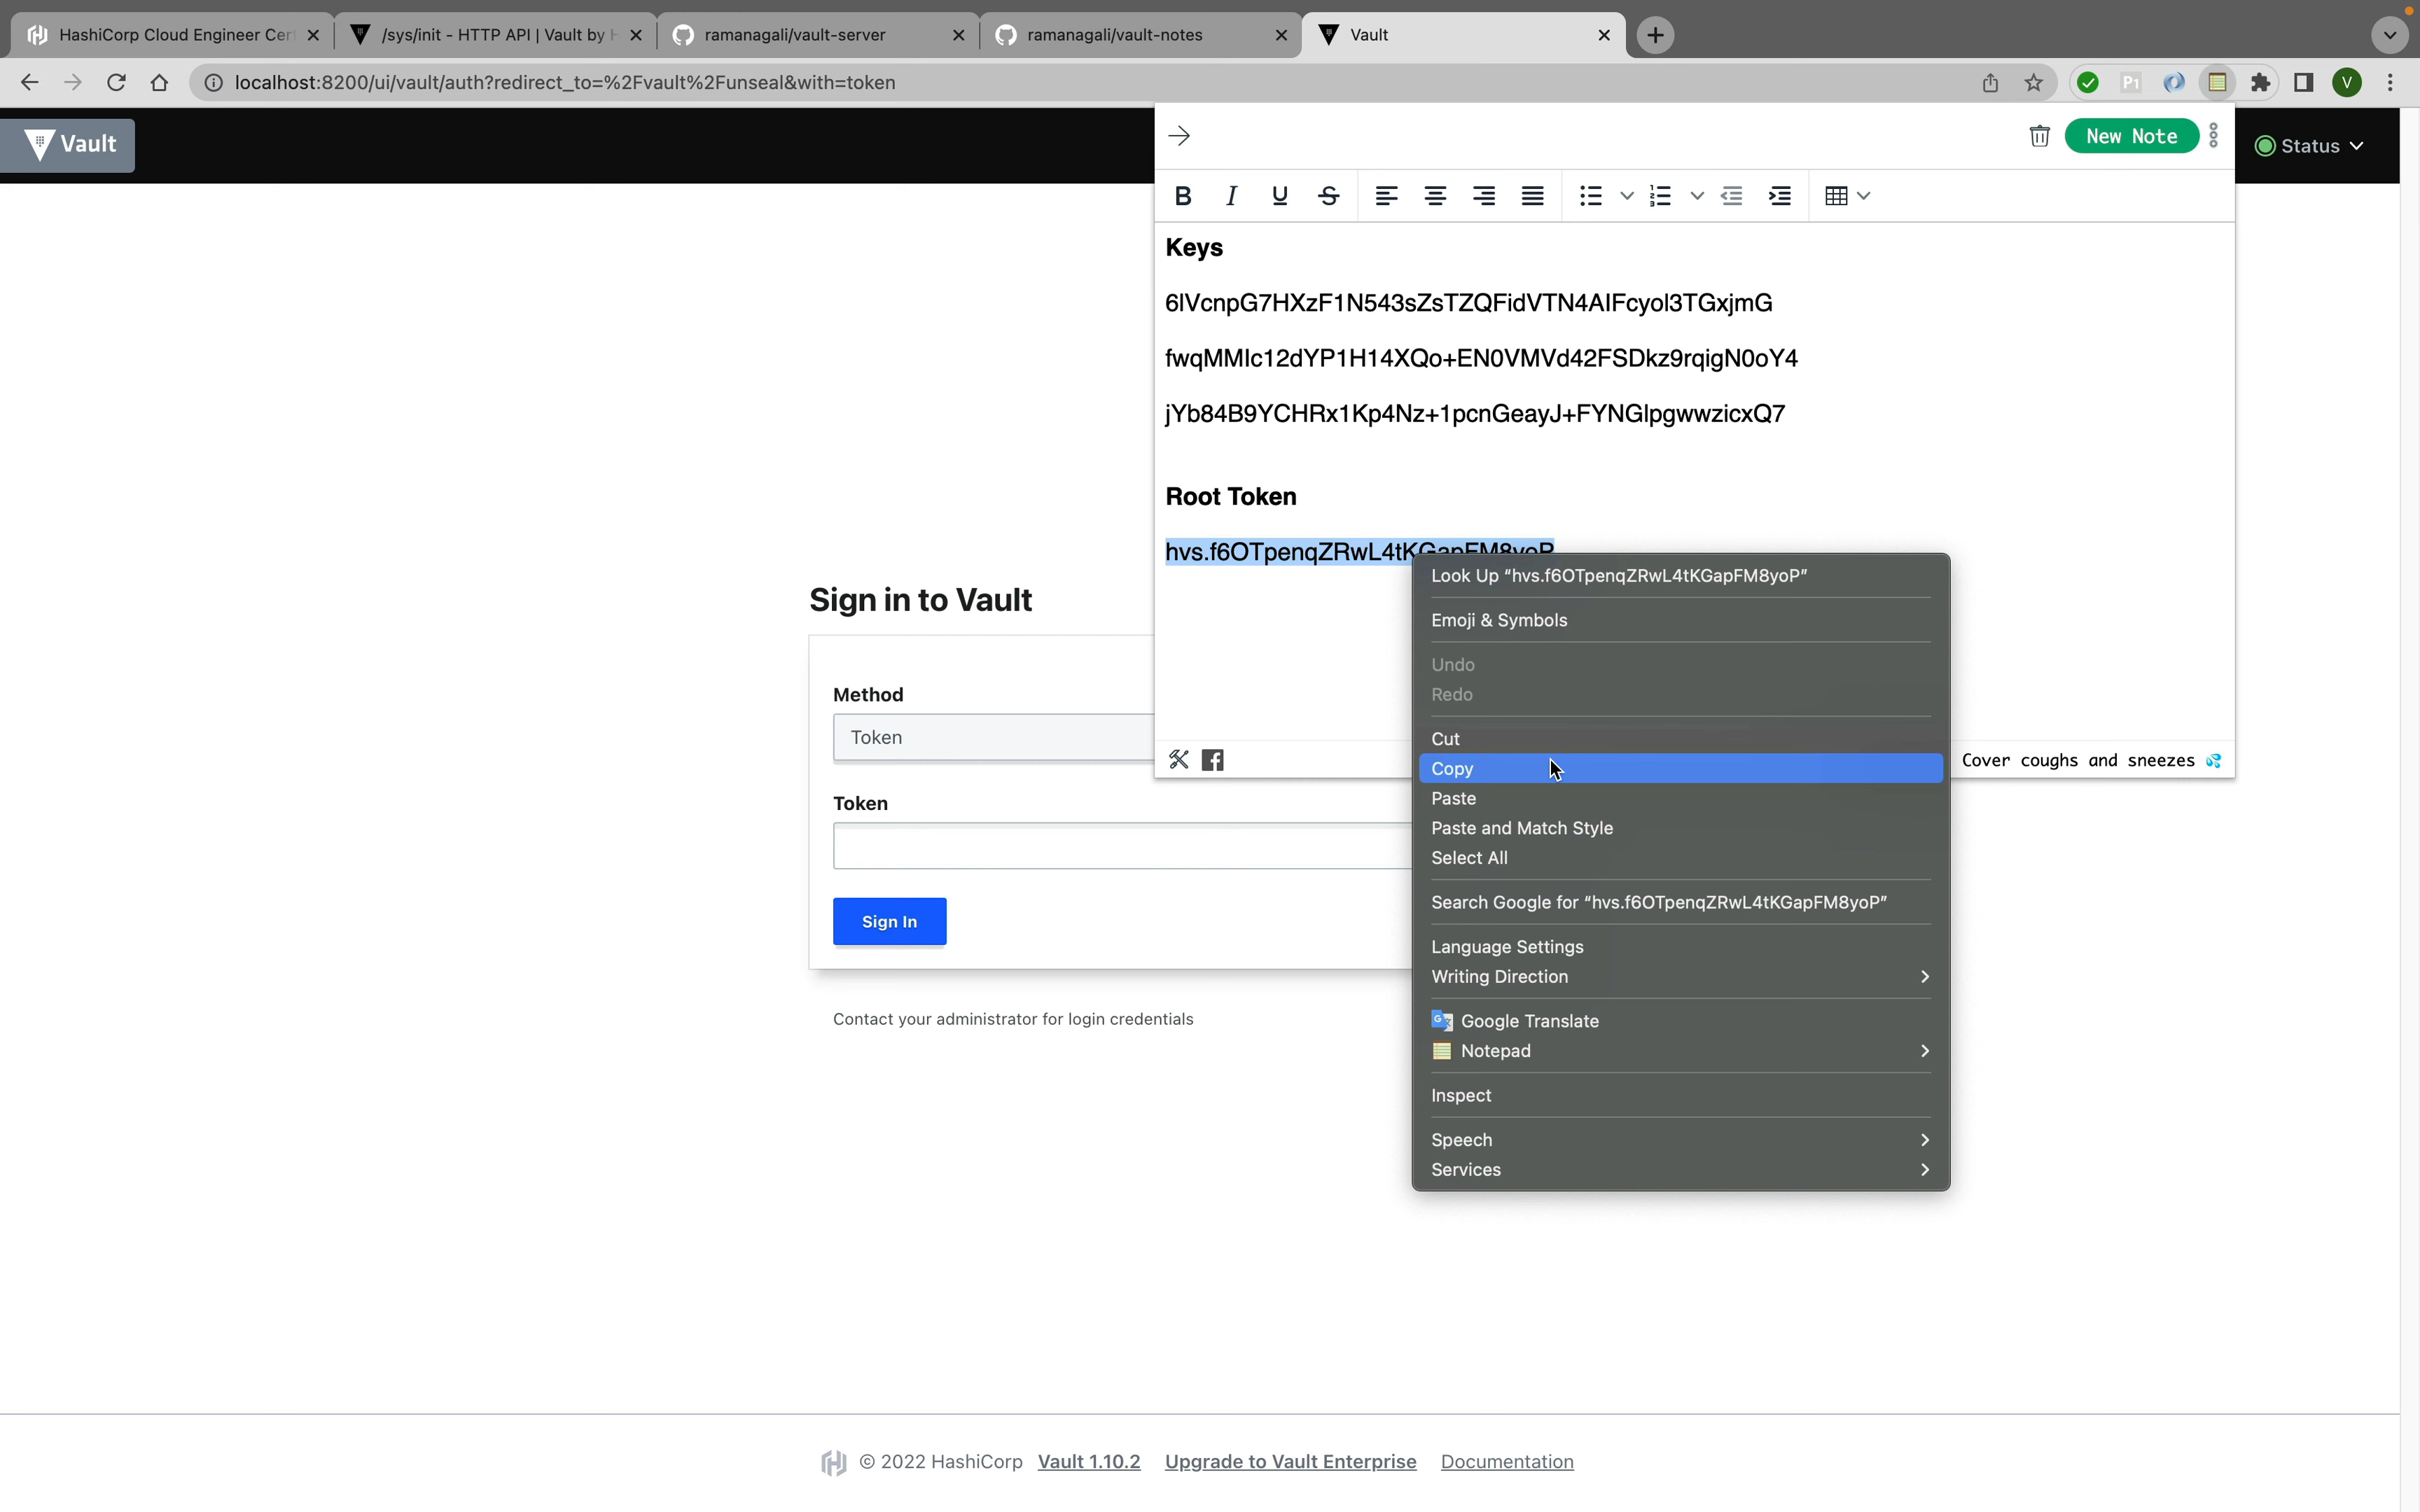 HashiCorp Cloud Engineer Cer
/sys/init - HTTP API | Vault by H
ramanagali/vault-server
ramanagali/vault-notes
Vault
localhost:8200/ui/vault/auth?redirect_to=%2Fvault%2Funseal&with=token
P1
V
Vault
New Note
Status
Keys
6lVcnpG7HXzF1N543sZsTZQFidVTN4AIFcyol3TGxjmG
fwqMMlc12dYP1H14XQo+EN0VMVd42FSDkz9rqigN0oY4
jYb84B9YCHRx1Kp4Nz+1pcnGeayJ+FYNGlpgwwzicxQ7
Root Token
hvs.f6OTpenqZRwL4tKGapFM8yoP
Look Up “hvs.f6OTpenqZRwL4tKGapFM8yoP”
Emoji & Symbols
Undo
Redo
Cut
Copy
Paste
Paste and Match Style
Select All
Search Google for “hvs.f6OTpenqZRwL4tKGapFM8yoP”
Language Settings
Writing Direction
Google Translate
Notepad
Inspect
Speech
Services
Cover coughs and sneezes
Sign in to Vault
Method
Token
Token
Sign In
Contact your administrator for login credentials
© 2022 HashiCorp Vault 1.10.2 Upgrade to Vault Enterprise Documentation